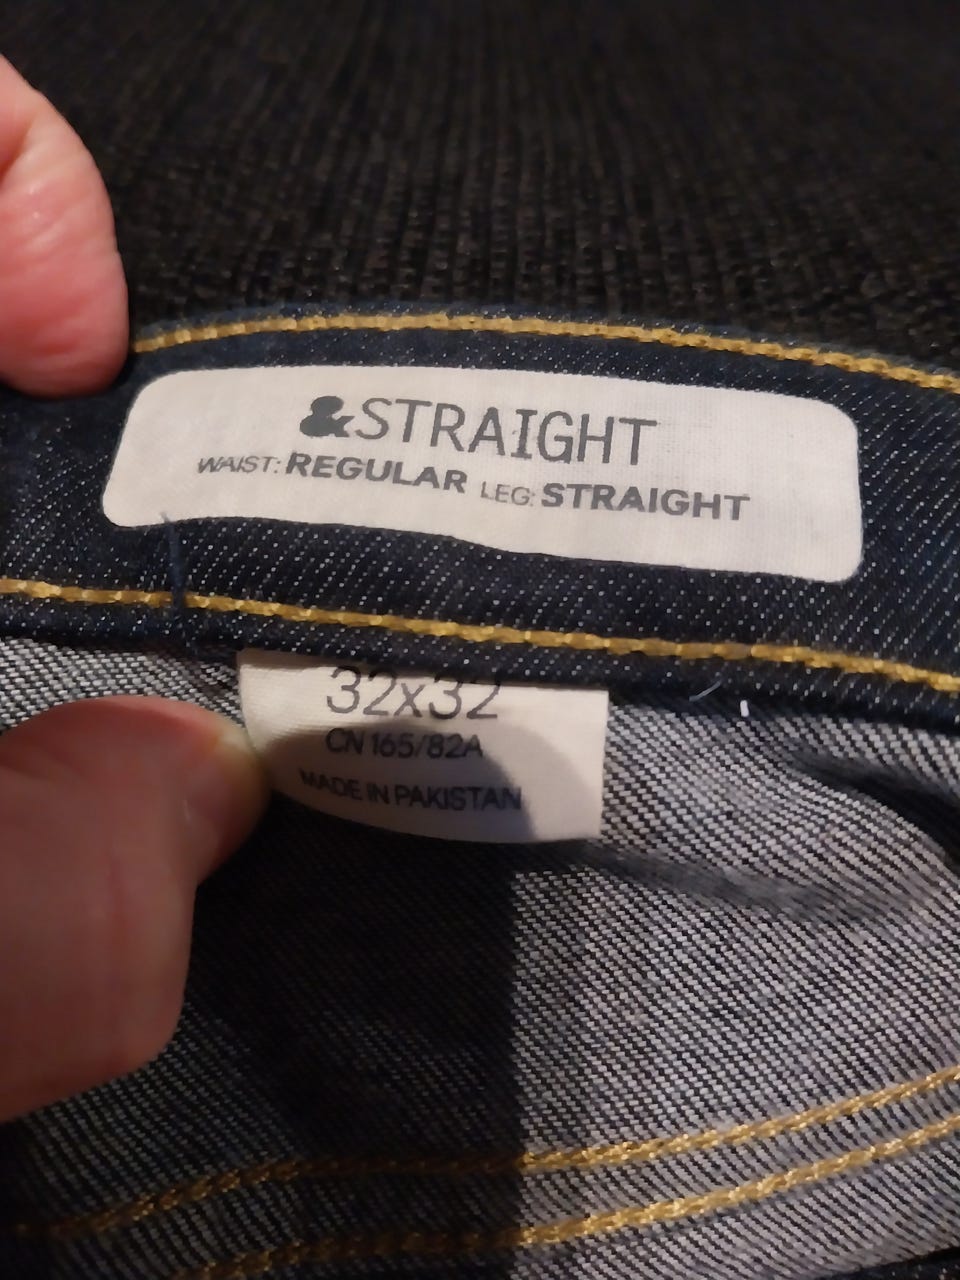 &STRAIGHT
WAIST: REGULAR LEG: STRAIGHT
32x32
CN 165/82A
MADE IN PAKISTAN